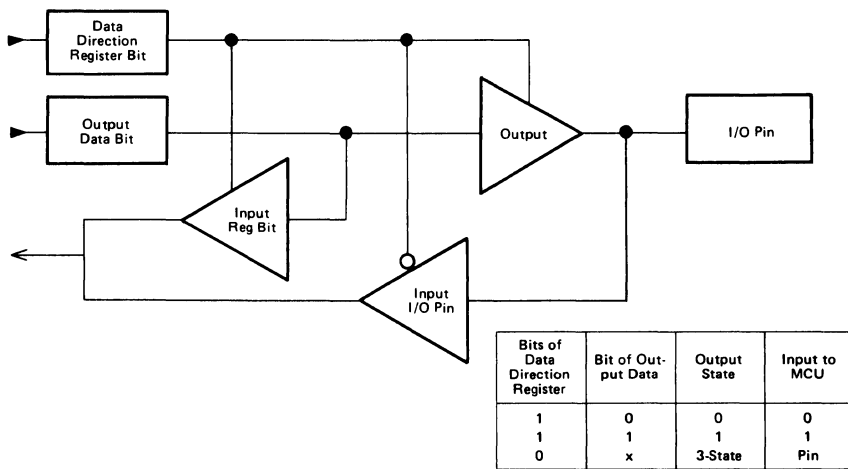 Data
Direction
Register Bit
Output
Data Bit
Output
I/O Pin
Input
Reg Bit
Input
I/O Pin
Bits of
Data
Direction
Register
Bit of Out-
put Data
Output
State
Input to
MCU
1 0 0 0
1 1 1 1
0 x 3-State Pin